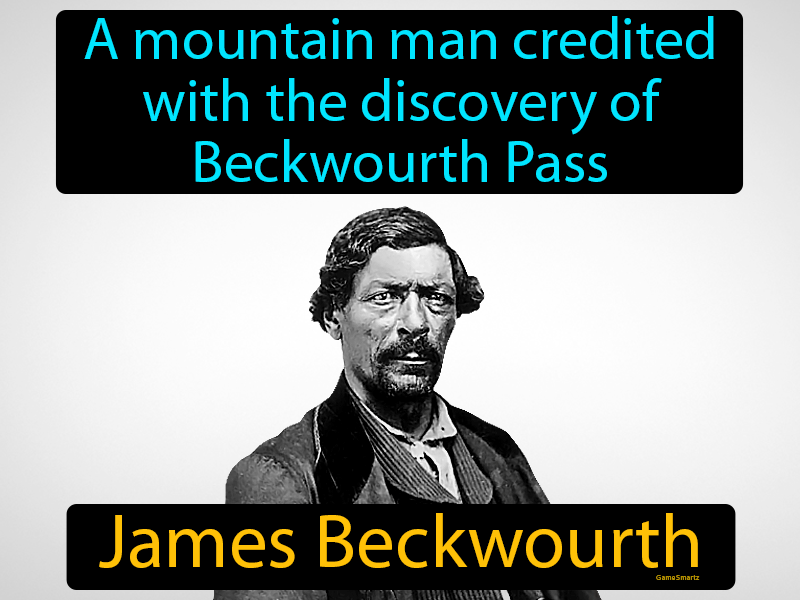 A mountain man credited
with the discovery of
Beckwourth Pass
James Beckwourth
GameSmartz